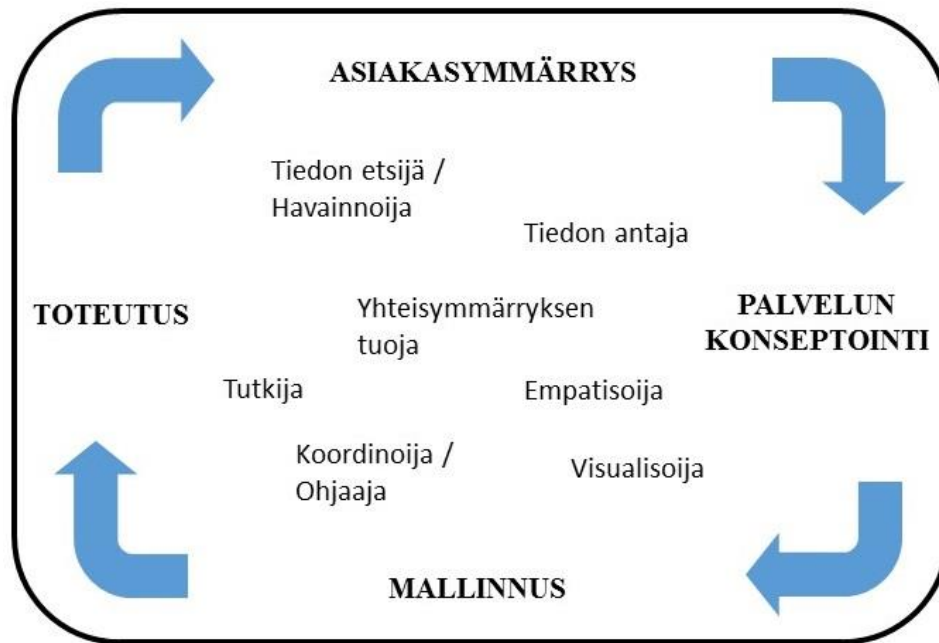 ASIAKASYMMÄRRYS
Tiedon etsijä /
Havainnoija
Tiedon antaja
TOTEUTUS
Yhteisymmärryksen
tuoja
PALVELUN
KONSEPTOINTI
Tutkija
Empatisoija
Koordinoija /
Ohjaaja
Visualisoija
MALLINNUS